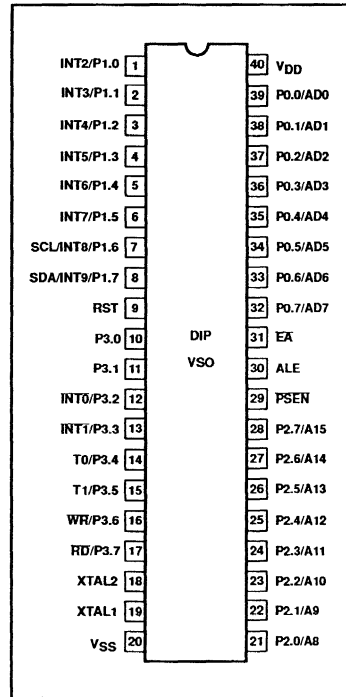 INT2/P1.0 1 40 VDD
INT3/P1.1 2 39 P0.0/AD0
INT4/P1.2 3 38 P0.1/AD1
INT5/P1.3 4 37 P0.2/AD2
INT6/P1.4 5 36 P0.3/AD3
INT7/P1.5 6 35 P0.4/AD4
SCL/INT8/P1.6 7 34 P0.5/AD5
SDA/INT9/P1.7 8 33 P0.6/AD6
RST 9 32 P0.7/AD7
P3.0 10 DIP 31 E̅A̅
P3.1 11 VSO 30 ALE
I̅N̅T̅0̅/P3.2 12 29 P̅S̅E̅N̅
I̅N̅T̅1̅/P3.3 13 28 P2.7/A15
T0/P3.4 14 27 P2.6/A14
T1/P3.5 15 26 P2.5/A13
W̅R̅/P3.6 16 25 P2.4/A12
R̅D̅/P3.7 17 24 P2.3/A11
XTAL2 18 23 P2.2/A10
XTAL1 19 22 P2.1/A9
VSS 20 21 P2.0/A8